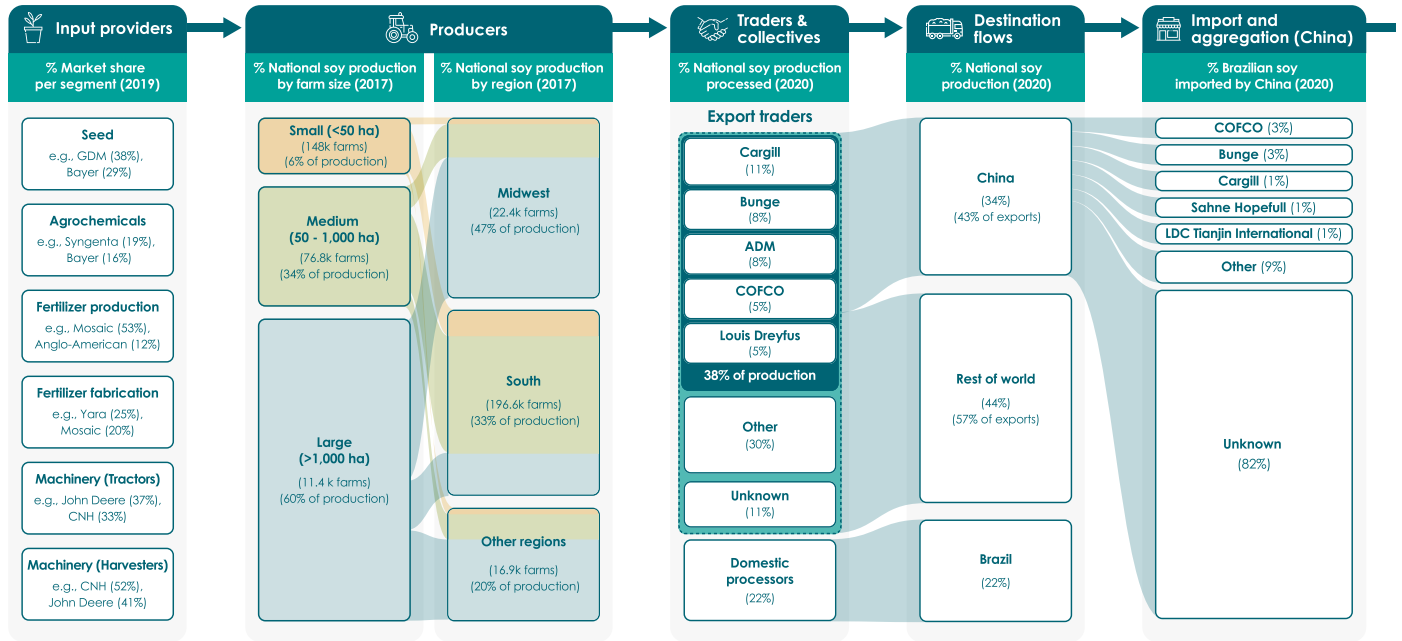 Input providers
% Market share
per segment (2019)
Seed
e.g., GDM (38%),
Bayer (29%)
Agrochemicals
e.g., Syngenta (19%),
Bayer (16%)
Fertilizer production
e.g., Mosaic (53%),
Anglo-American (12%)
Fertilizer fabrication
e.g., Yara (25%),
Mosaic (20%)
Machinery (Tractors)
e.g., John Deere (37%),
CNH (33%)
Machinery (Harvesters)
e.g., CNH (52%),
John Deere (41%)
Producers
% National soy production
by farm size (2017)
Small (<50 ha)
(148k farms)
(6% of production)
Medium
(50 - 1,000 ha)
(76.8k farms)
(34% of production)
Large
(>1,000 ha)
(11.4 k farms)
(60% of production)
% National soy production
by region (2017)
Midwest
(22.4k farms)
(47% of production)
South
(196.6k farms)
(33% of production)
Other regions
(16.9k farms)
(20% of production)
Traders &
collectives
% National soy production
processed (2020)
Export traders
Cargill
(11%)
Bunge
(8%)
ADM
(8%)
COFCO
(5%)
Louis Dreyfus
(5%)
38% of production
Other
(30%)
Unknown
(11%)
Domestic
processors
(22%)
Destination
flows
% National soy
production (2020)
China
(34%)
(43% of exports)
Rest of world
(44%)
(57% of exports)
Brazil
(22%)
Import and
aggregation (China)
% Brazilian soy
imported by China (2020)
COFCO (3%)
Bunge (3%)
Cargill (1%)
Sahne Hopefull (1%)
LDC Tianjin International (1%)
Other (9%)
Unknown
(82%)